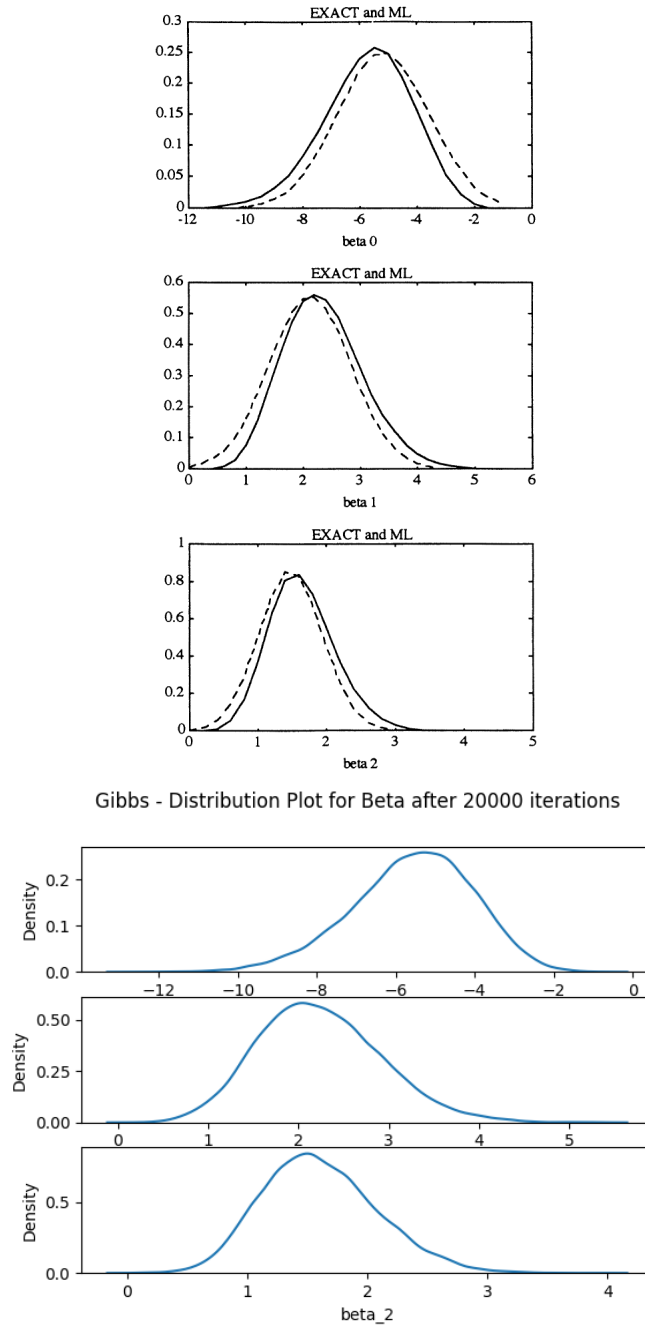 EXACT and ML
0.3
0.25
0.2
0.15
0.1
0.05
0
-12 -10 -8 -6 -4 -2 0
beta 0
EXACT and ML
0.6
0.5
0.4
0.3
0.2
0.1
0
0 1 2 3 4 5 6
beta 1
EXACT and ML
1
0.8
0.6
0.4
0.2
0
0 1 2 3 4 5
beta 2
Gibbs - Distribution Plot for Beta after 20000 iterations
Density
0.2
0.1
0.0
−12 −10 −8 −6 −4 −2 0
Density
0.50
0.25
0.00
0 1 2 3 4 5
Density
0.5
0.0
0 1 2 3 4
beta_2